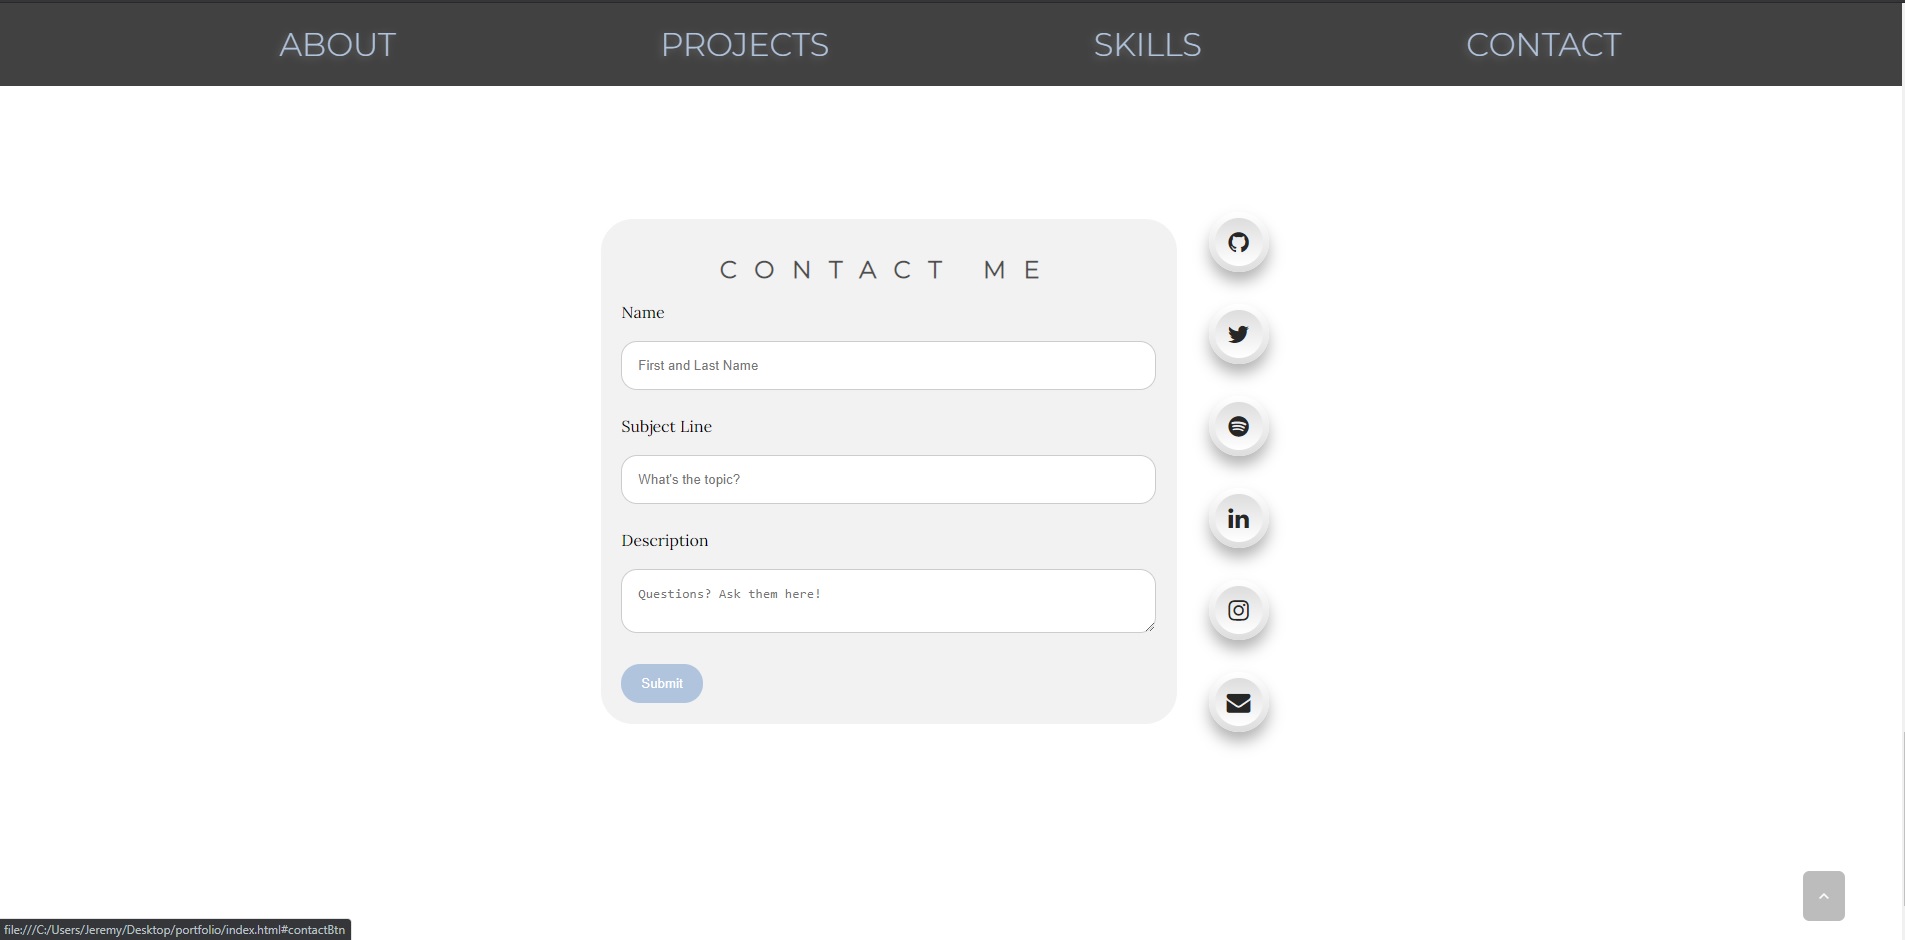 ABOUT PROJECTS SKILLS CONTACT
CONTACT ME
Name
First and Last Name
Subject Line
What's the topic?
Description
Questions? Ask them here!
Submit
file:///C:/Users/Jeremy/Desktop/portfolio/index.html#contactBtn